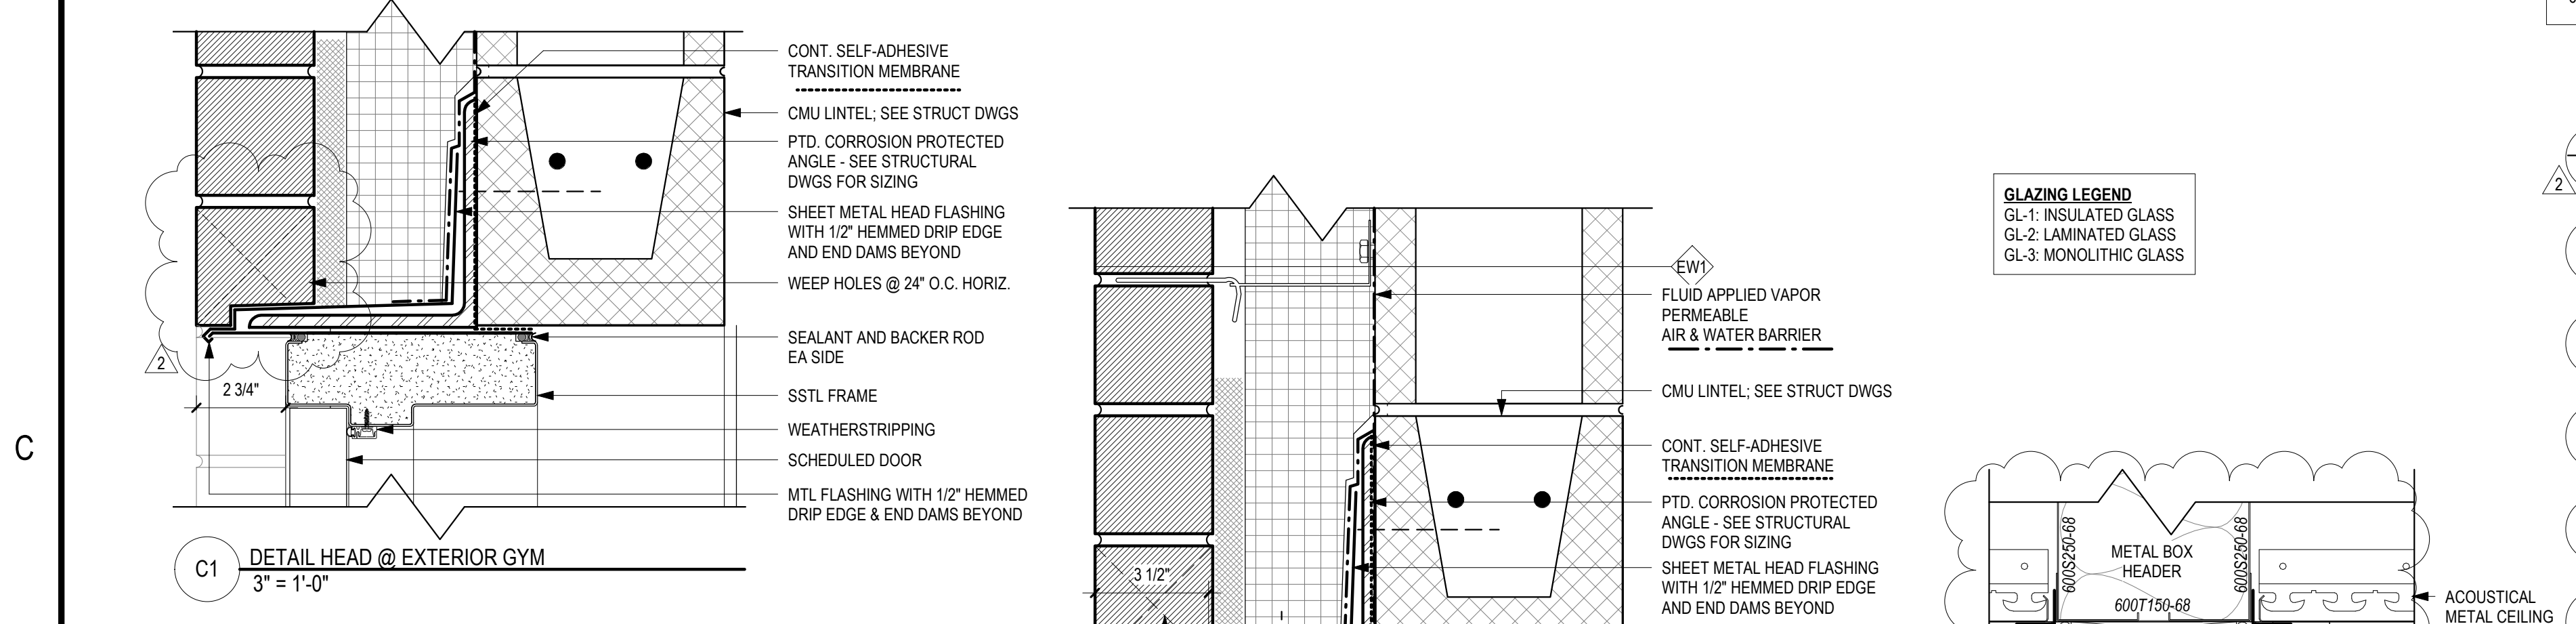 CONT. SELF-ADHESIVE
TRANSITION MEMBRANE
CMU LINTEL; SEE STRUCT DWGS
PTD. CORROSION PROTECTED
ANGLE - SEE STRUCTURAL
DWGS FOR SIZING
SHEET METAL HEAD FLASHING
WITH 1/2" HEMMED DRIP EDGE
AND END DAMS BEYOND
WEEP HOLES @ 24" O.C. HORIZ.
SEALANT AND BACKER ROD
EA SIDE
2
2 3/4"
SSTL FRAME
WEATHERSTRIPPING
SCHEDULED DOOR
MTL FLASHING WITH 1/2" HEMMED
DRIP EDGE & END DAMS BEYOND
C
C1
DETAIL HEAD @ EXTERIOR GYM
3" = 1'-0"
EW1
FLUID APPLIED VAPOR
PERMEABLE
AIR & WATER BARRIER
CMU LINTEL; SEE STRUCT DWGS
CONT. SELF-ADHESIVE
TRANSITION MEMBRANE
PTD. CORROSION PROTECTED
ANGLE - SEE STRUCTURAL
DWGS FOR SIZING
3 1/2"
SHEET METAL HEAD FLASHING
WITH 1/2" HEMMED DRIP EDGE
AND END DAMS BEYOND
GLAZING LEGEND
GL-1: INSULATED GLASS
GL-2: LAMINATED GLASS
GL-3: MONOLITHIC GLASS
2
600S250-68
METAL BOX
HEADER
600S250-68
600T150-68
ACOUSTICAL
METAL CEILING